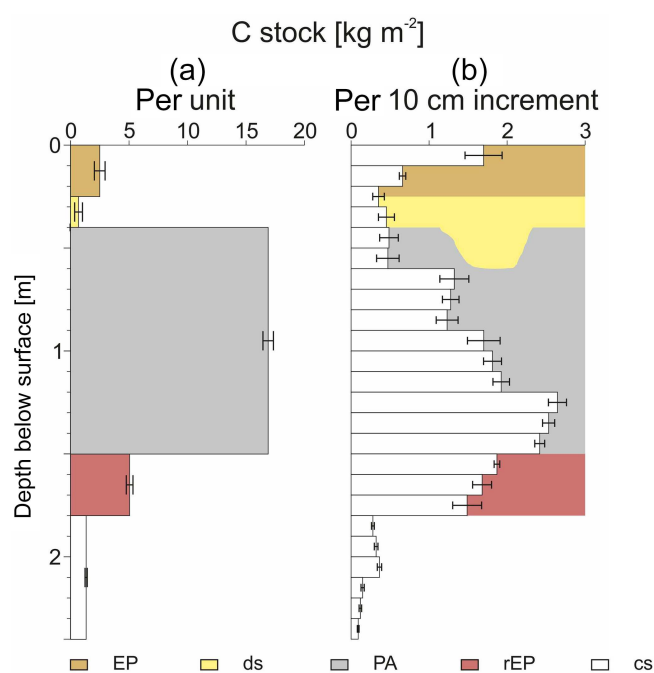 C stock [kg m⁻²]
(a) (b)
Per unit Per 10 cm increment
0 5 10 15 20 0 1 2 3
0
1
2
Depth below surface [m]
EP ds PA rEP cs